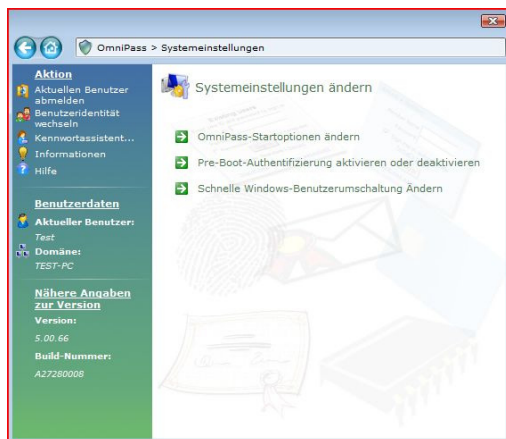 OmniPass > Systemeinstellungen
Aktion
Aktuellen Benutzer
abmelden
Benutzeridentität
wechseln
Kennwortassistent...
Informationen
Hilfe
Benutzerdaten
Aktueller Benutzer:
Test
Domäne:
TEST-PC
Nähere Angaben
zur Version
Version:
5.00.66
Build-Nummer:
A27280008
Systemeinstellungen ändern
OmniPass-Startoptionen ändern
Pre-Boot-Authentifizierung aktivieren oder deaktivieren
Schnelle Windows-Benutzerumschaltung Ändern